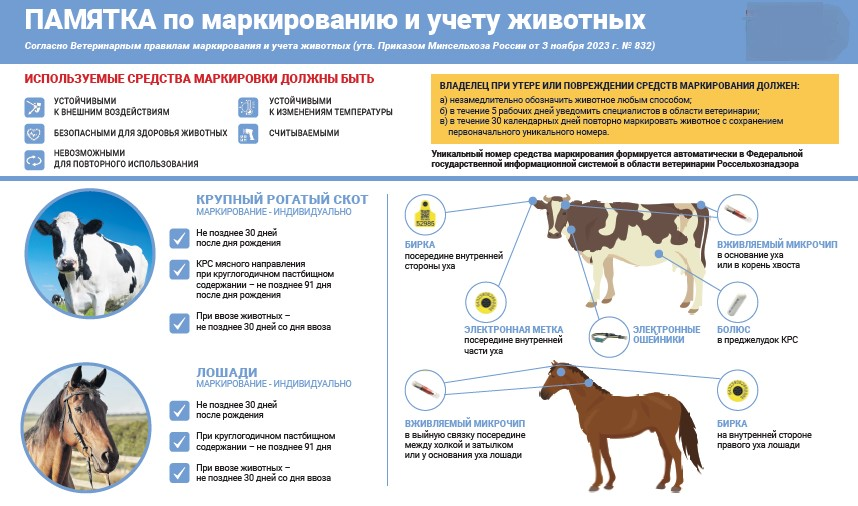 ПАМЯТКА по маркированию и учету животных
Согласно Ветеринарным правилам маркирования и учета животных (утв. Приказом Минсельхоза России от 3 ноября 2023 г. № 832)
ИСПОЛЬЗУЕМЫЕ СРЕДСТВА МАРКИРОВКИ ДОЛЖНЫ БЫТЬ
УСТОЙЧИВЫМИ
К ВНЕШНИМ ВОЗДЕЙСТВИЯМ
БЕЗОПАСНЫМИ ДЛЯ ЗДОРОВЬЯ ЖИВОТНЫХ
НЕВОЗМОЖНЫМИ
ДЛЯ ПОВТОРНОГО ИСПОЛЬЗОВАНИЯ
УСТОЙЧИВЫМИ
К ИЗМЕНЕНИЯМ ТЕМПЕРАТУРЫ
СЧИТЫВАЕМЫМИ
ВЛАДЕЛЕЦ ПРИ УТЕРЕ ИЛИ ПОВРЕЖДЕНИИ СРЕДСТВ МАРКИРОВАНИЯ ДОЛЖЕН:
а) незамедлительно обозначить животное любым способом;
б) в течение 5 рабочих дней уведомить специалистов в области ветеринарии;
в) в течение 30 календарных дней повторно маркировать животное с сохранением
первоначального уникального номера.
Уникальный номер средства маркирования формируется автоматически в Федеральной
государственной информационной системой в области ветеринарии Россельхознадзора
КРУПНЫЙ РОГАТЫЙ СКОТ
МАРКИРОВАНИЕ - ИНДИВИДУАЛЬНО
Не позднее 30 дней
после дня рождения
КРС мясного направления
при круглогодичном пастбищном
содержании – не позднее 91 дня
после дня рождения
При ввозе животных –
не позднее 30 дней со дня ввоза
ЛОШАДИ
МАРКИРОВАНИЕ - ИНДИВИДУАЛЬНО
Не позднее 30 дней
после рождения
При круглогодичном пастбищном
содержании – не позднее 91 дня
При ввозе животных –
не позднее 30 дней со дня ввоза
52985
БИРКА
посередине внутренней
стороны уха
ЭЛЕКТРОННАЯ МЕТКА
посередине внутренней
части уха
ЭЛЕКТРОННЫЕ
ОШЕЙНИКИ
ВЖИВЛЯЕМЫЙ МИКРОЧИП
в основание уха
или в корень хвоста
БОЛЮС
в преджелудок КРС
ВЖИВЛЯЕМЫЙ МИКРОЧИП
в выйную связку посередине
между холкой и затылком
или у основания уха лошади
БИРКА
на внутренней стороне
правого уха лошади